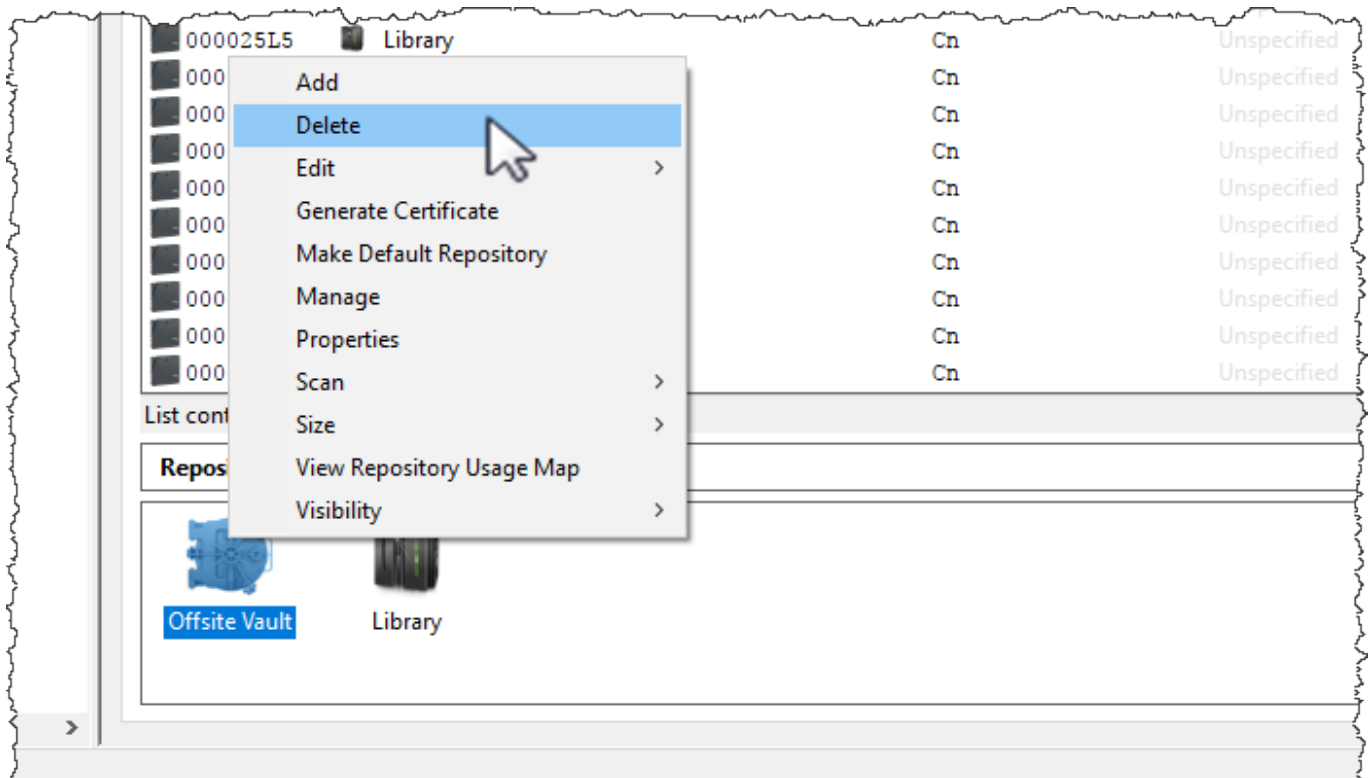 000025L5 Library Cn Unspecified
000 Cn Unspecified
000 Cn Unspecified
000 Cn Unspecified
000 Cn Unspecified
000 Cn Unspecified
000 Cn Unspecified
000 Cn Unspecified
000 Cn Unspecified
000 Cn Unspecified
Add
Delete
Edit
Generate Certificate
Make Default Repository
Manage
Properties
Scan
Size
View Repository Usage Map
Visibility
List cont
Reposi
Offsite Vault Library